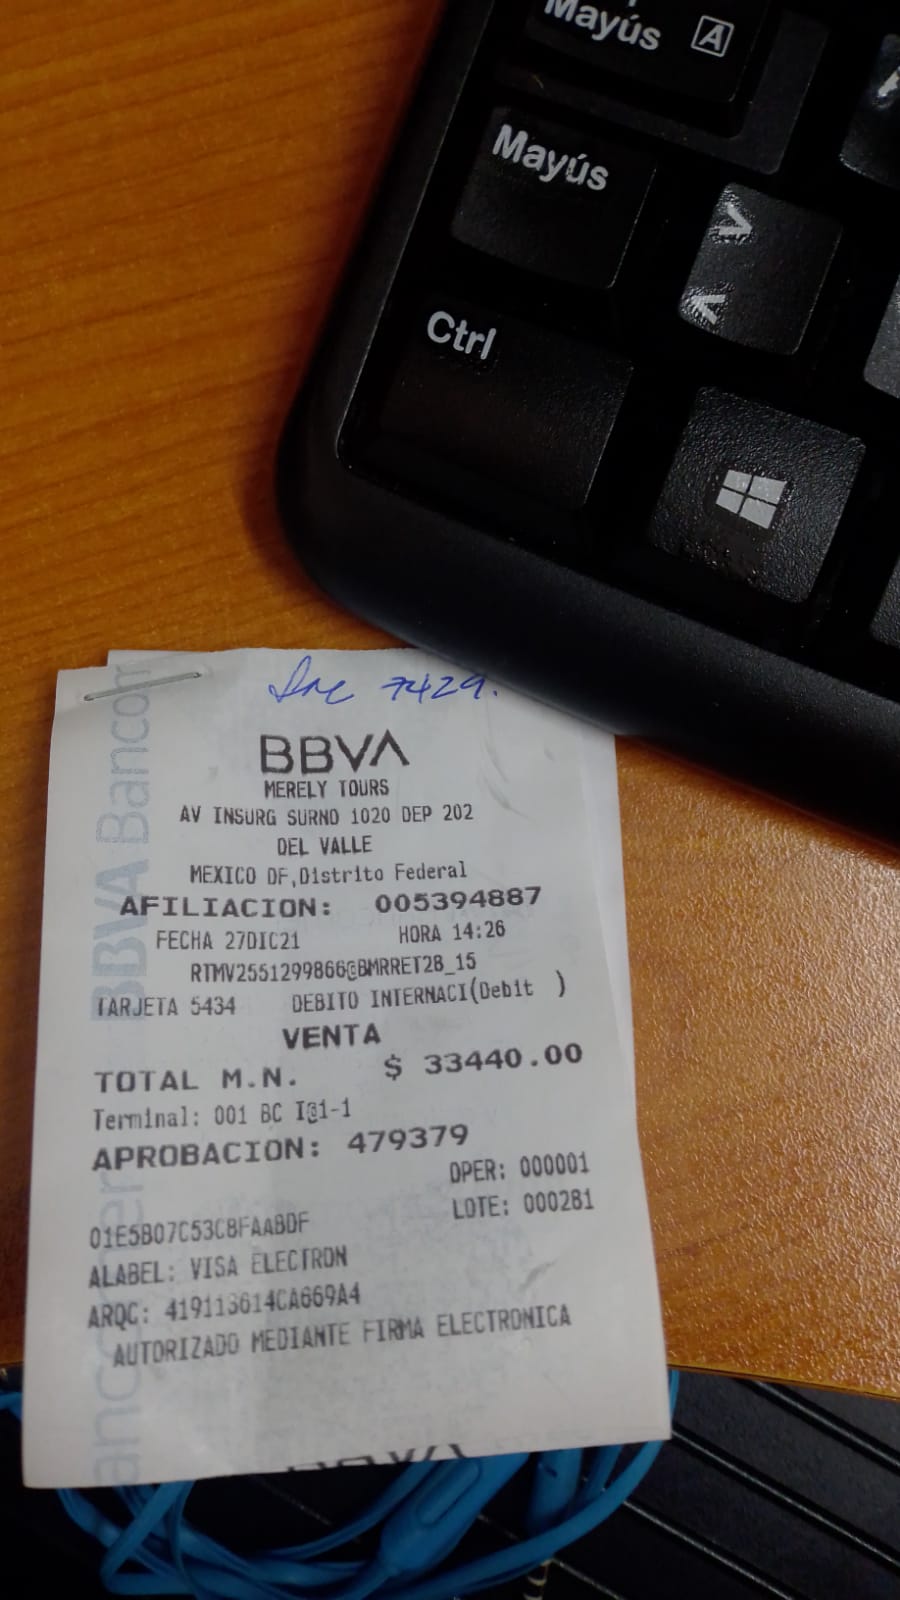 Mayús A
Mayús
>
<
Ctrl
7429.
BBVA
MERELY TOURS
AV INSURG SURNO 1020 DEP 202
DEL VALLE
MEXICO DF,Distrito Federal
AFILIACION: 005394887
FECHA 27DIC21 HORA 14:26
RTMV2551299866@BMRRET28_15
TARJETA 5434 DEBITO INTERNACI(Debit )
VENTA
TOTAL M.N. $ 33440.00
Terminal: 001 BC I@1-1
APROBACION: 479379
OPER: 000001
LOTE: 000281
01E5B07C53C8FAABDF
ALABEL: VISA ELECTRON
ARQC: 419113614CA669A4
AUTORIZADO MEDIANTE FIRMA ELECTRONICA
BBVA Bancomer